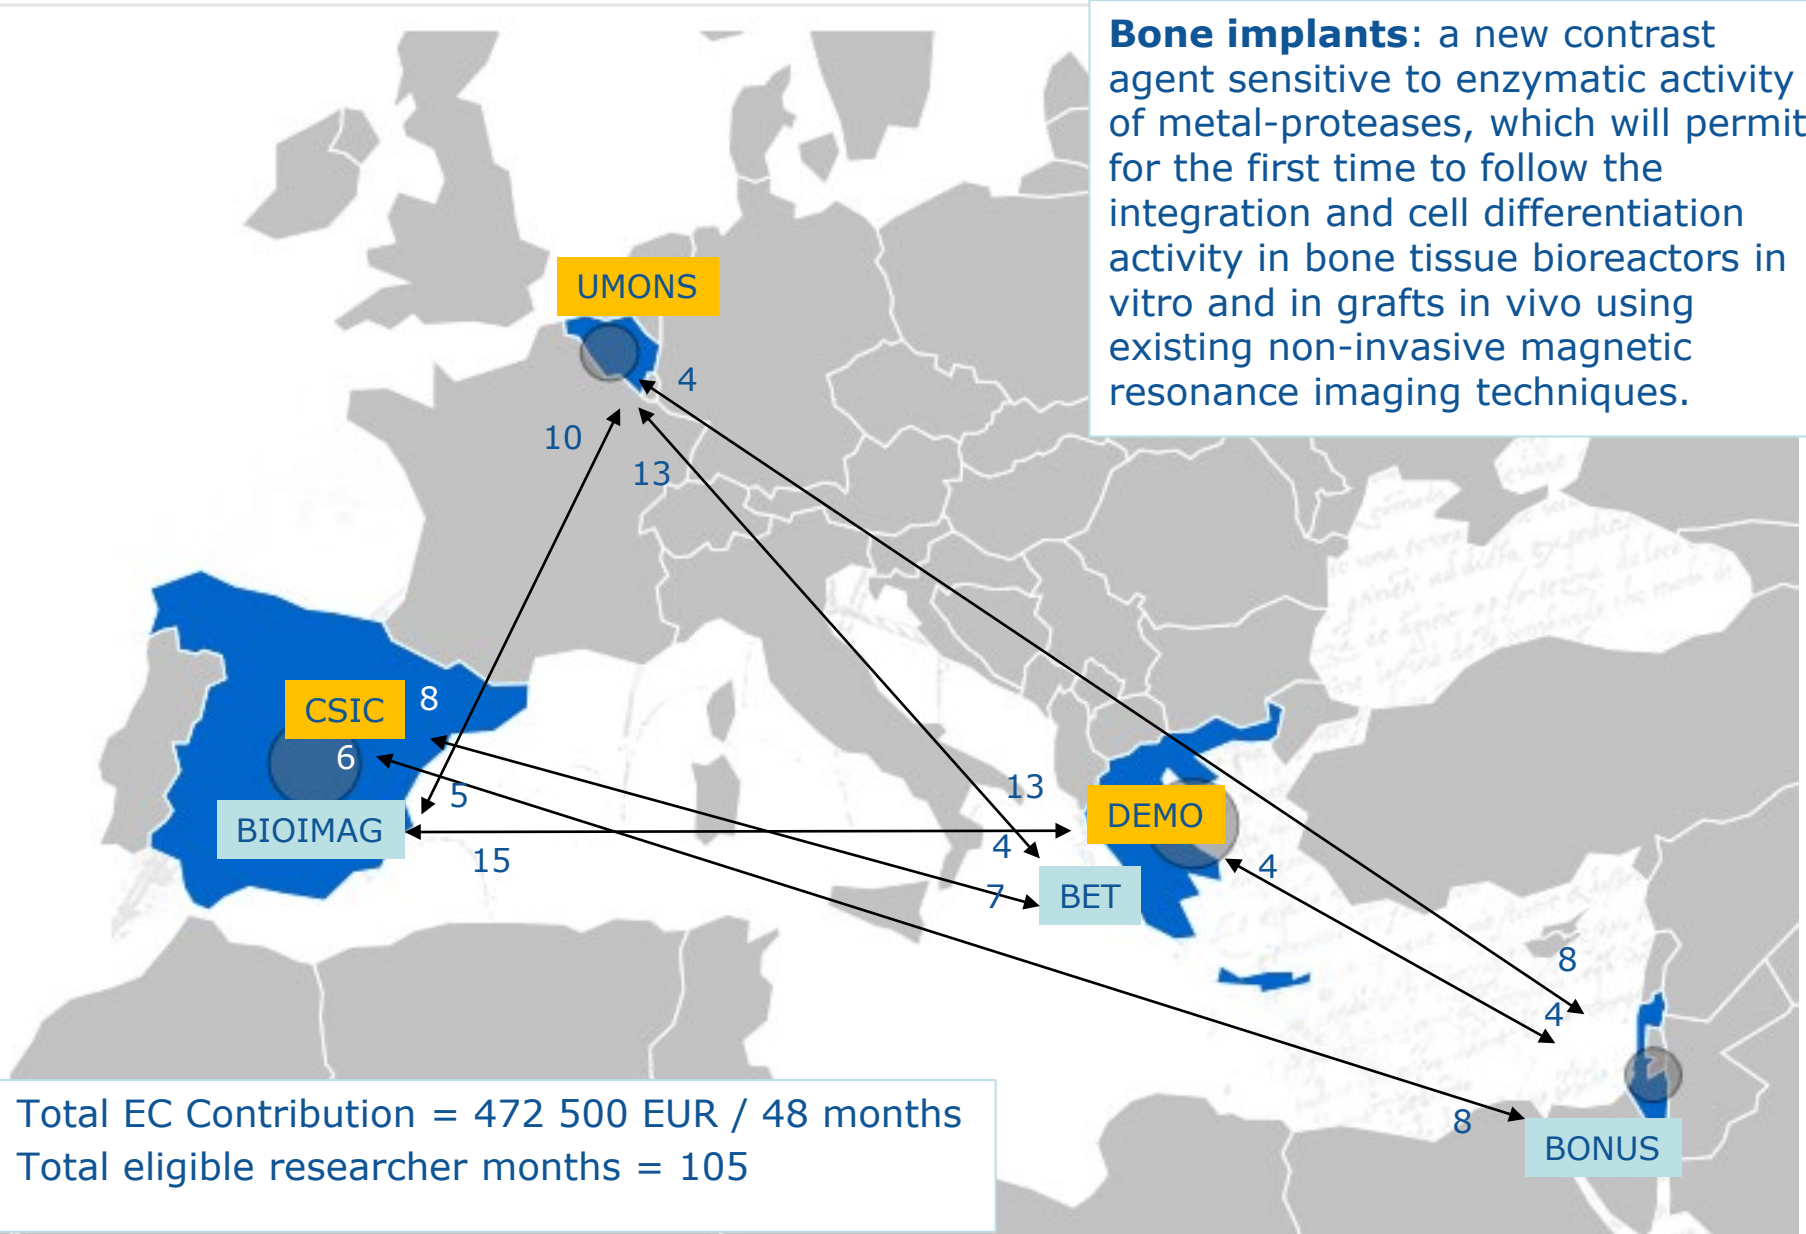 Bone implants: a new contrast
agent sensitive to enzymatic activity
of metal-proteases, which will permit
for the first time to follow the
integration and cell differentiation
activity in bone tissue bioreactors in
vitro and in grafts in vivo using
existing non-invasive magnetic
resonance imaging techniques.
UMONS
4
10
13
CSIC
8
6
5
BIOIMAG
15
13
DEMO
4
4
7
BET
8
4
8
BONUS
Total EC Contribution = 472 500 EUR / 48 months
Total eligible researcher months = 105